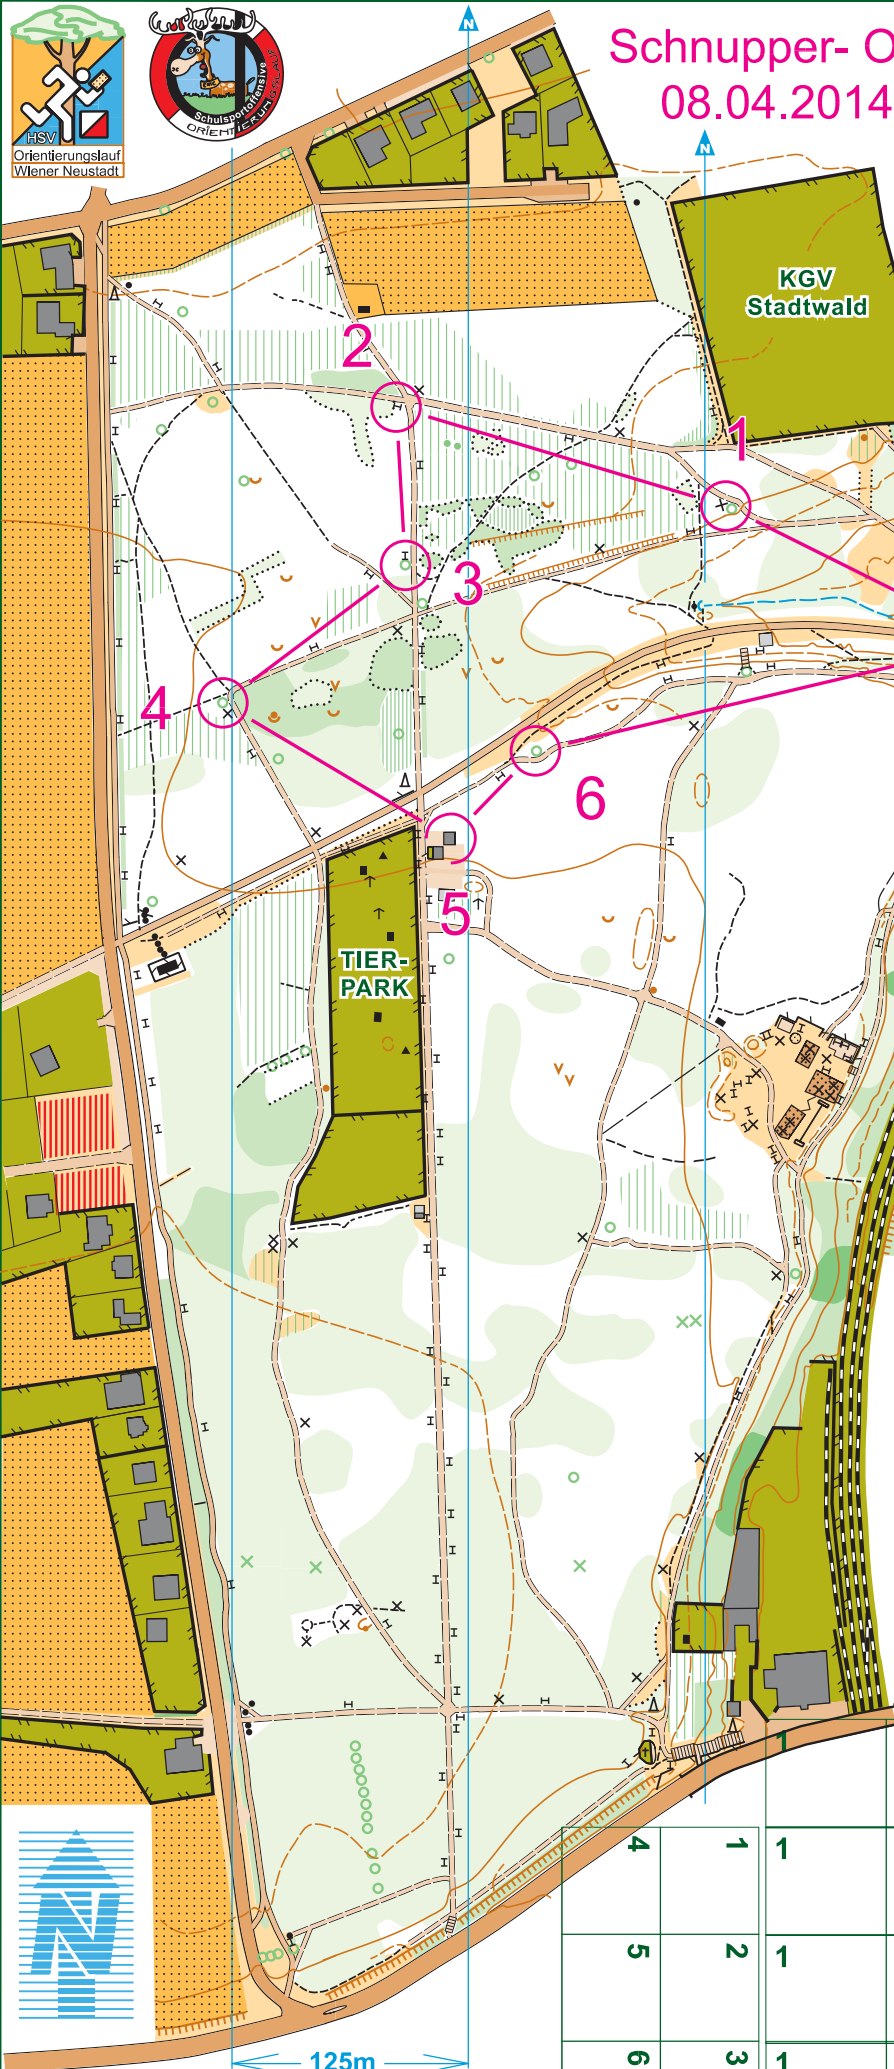 HSV
Orientierungslauf
Wiener Neustadt
Schulsportoffensive
ORIENTIERUNGSLAUF
Schnupper- O
08.04.2014
N
N
KGV
Stadtwald
2
1
3
4
6
5
TIER-
PARK
1
4 1 1
5 2 1
6 3 1
N
125m